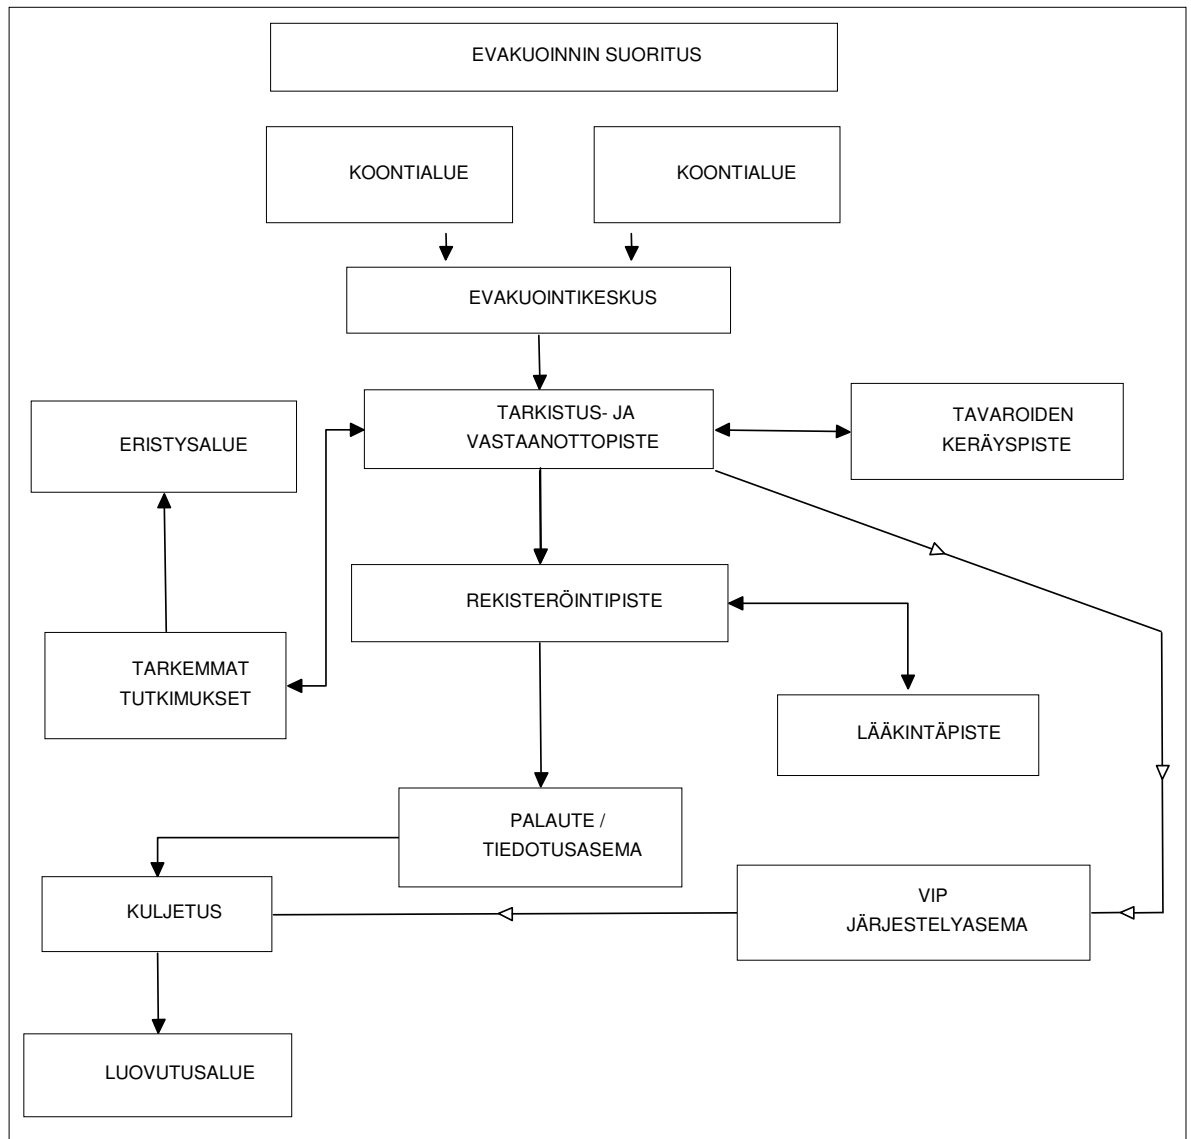 EVAKUOINNIN SUORITUS
KOONTIALUE
KOONTIALUE
EVAKUOINTIKESKUS
TARKISTUS- JA
VASTAANOTTOPISTE
TAVAROIDEN
KERÄYSPISTE
ERISTYSALUE
REKISTERÖINTIPISTE
TARKEMMAT
TUTKIMUKSET
LÄÄKINTÄPISTE
PALAUTE /
TIEDOTUSASEMA
VIP
JÄRJESTELYASEMA
KULJETUS
LUOVUTUSALUE